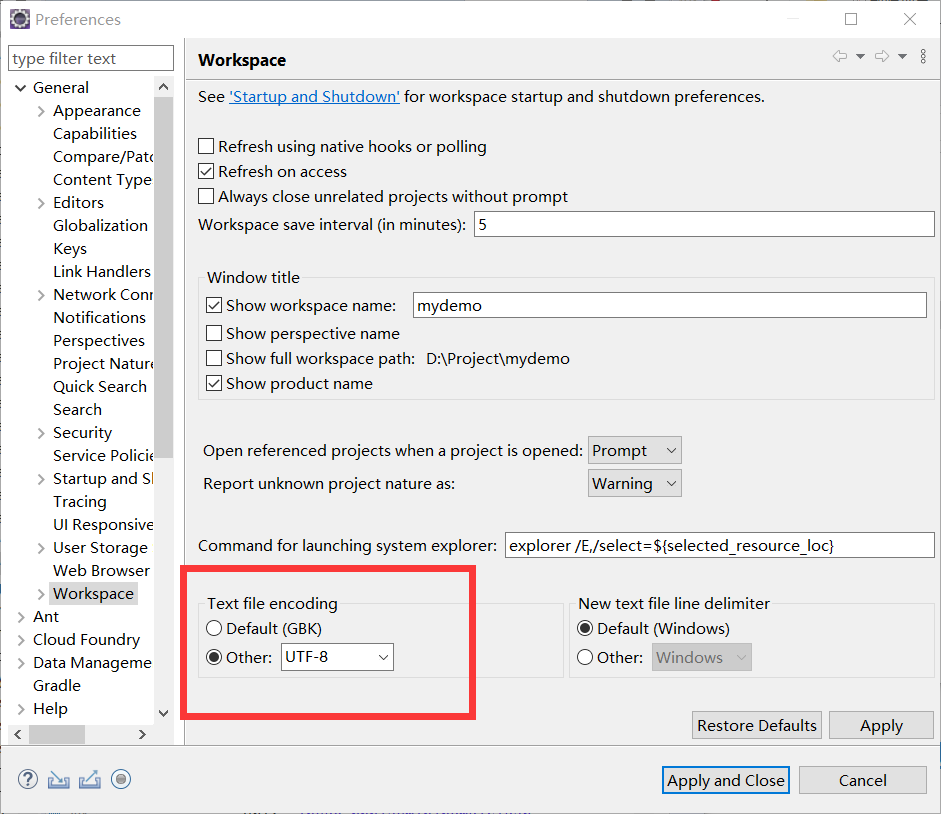 Preferences
type filter text
General
Appearance
Capabilities
Compare/Patc
Content Type
Editors
Globalization
Keys
Link Handlers
Network Conn
Notifications
Perspectives
Project Nature
Quick Search
Search
Security
Service Policie
Startup and Sh
Tracing
UI Responsive
User Storage
Web Browser
Workspace
Ant
Cloud Foundry
Data Manageme
Gradle
Help
Workspace
See 'Startup and Shutdown' for workspace startup and shutdown preferences.
Refresh using native hooks or polling
Refresh on access
Always close unrelated projects without prompt
Workspace save interval (in minutes): 5
Window title
Show workspace name: mydemo
Show perspective name
Show full workspace path: D:\Project\mydemo
Show product name
Open referenced projects when a project is opened: Prompt
Report unknown project nature as: Warning
Command for launching system explorer: explorer /E,/select=${selected_resource_loc}
Text file encoding
Default (GBK)
Other: UTF-8
New text file line delimiter
Default (Windows)
Other: Windows
Restore Defaults
Apply
Apply and Close
Cancel